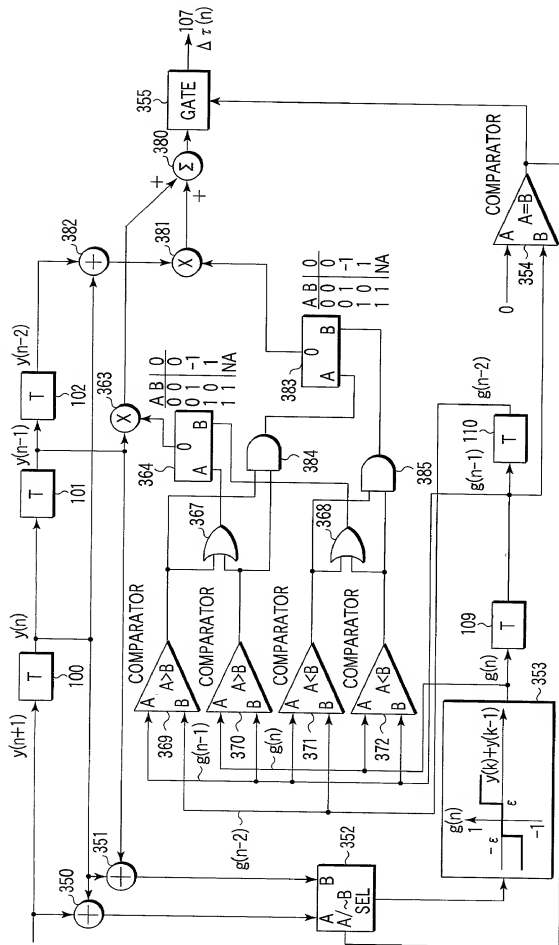 y(n+1)
T
100
y(n)
T
101
y(n-1)
T
102
y(n-2)
+
382
350
+
351
+
X
363
+
Σ
380
+
X
381
355
GATE
107
Δτ(n)
A B 0
0 0 0
0 1 -1
1 0 1
1 1 NA
364
0
A B
A B 0
0 0 0
0 1 -1
1 0 1
1 1 NA
383
0
A B
384
385
367
368
COMPARATOR
A
A>B
B
369
COMPARATOR
A
A>B
B
370
COMPARATOR
A
A<B
B
371
COMPARATOR
A
A<B
B
372
g(n-1)
g(n)
g(n-2)
352
A B
A/~B
SEL
353
g(n)
1
y(k)+y(k-1)
ε
-ε
-1
g(n)
109
T
g(n-1)
110
T
g(n-2)
COMPARATOR
0
A
A=B
B
354